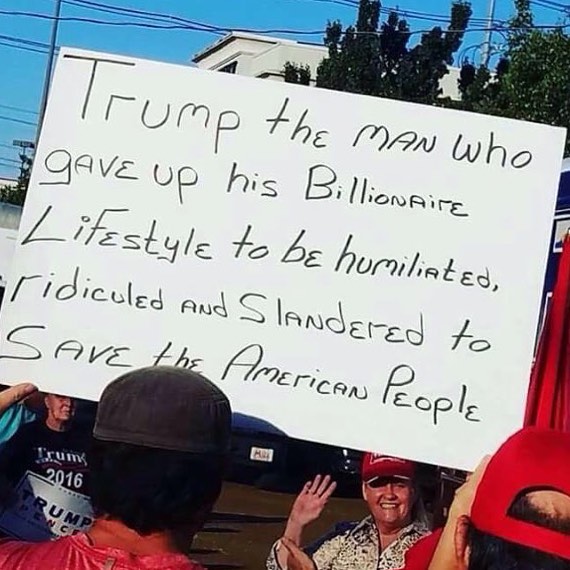 Trump the MAN who
gAVE up his BillionAirE
LifEstylE to bE humiliatEd,
ridiculEd AND SlANdErEd to
SAVE thE AmEricAN PEoplE
Trump
2016
TRUMP
PENCE